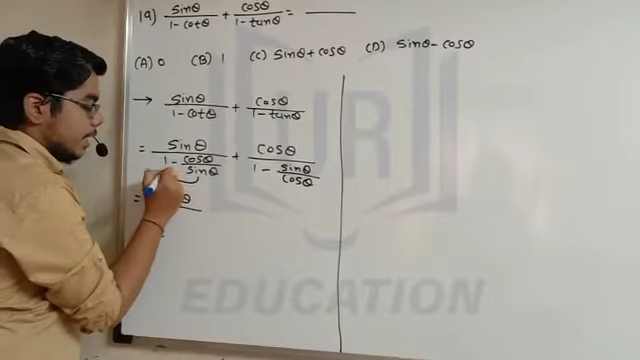 19) sinθ/1-cotθ + cosθ/1-tanθ = ______
(A) 0 (B) 1 (C) sinθ+cosθ (D) sinθ-cosθ
→ sinθ/1-cotθ + cosθ/1-tanθ
= sinθ/1-cosθ/sinθ + cosθ/1-sinθ/cosθ
= θ
UR
EDUCATION